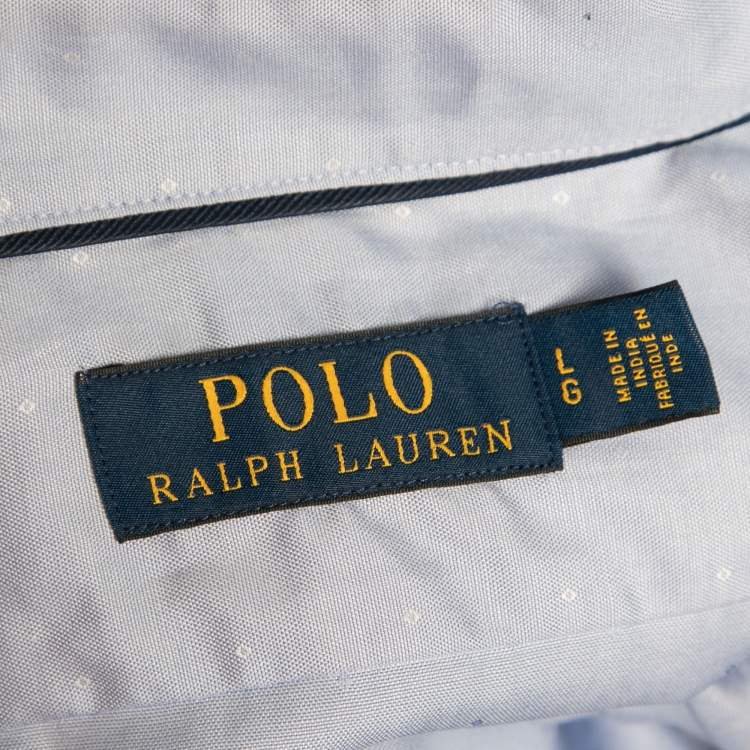 POLO
RALPH LAUREN
L
G
MADE IN
INDIA
FABRIQUÉ EN
INDE